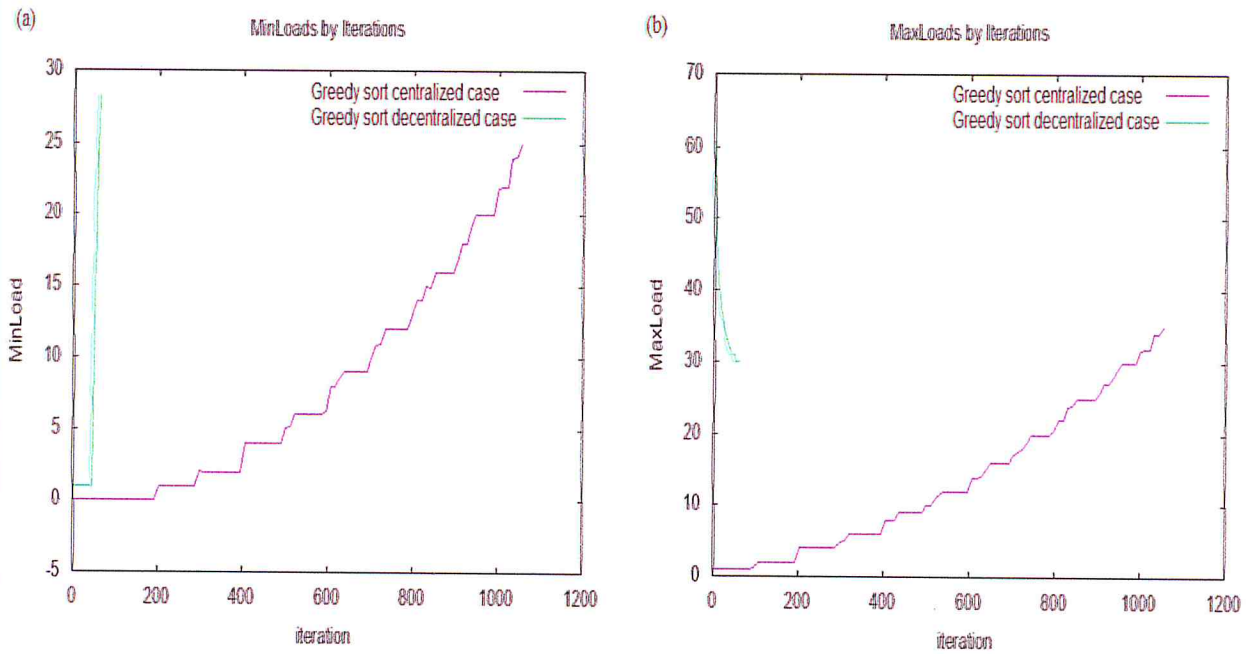 (a)
MinLoads by Iterations
30
25
20
15
10
5
0
-5
MinLoad
Greedy sort centralized case
Greedy sort decentralized case
0 200 400 600 800 1000 1200
iteration
(b)
MaxLoads by Iterations
70
60
50
40
30
20
10
0
MaxLoad
Greedy sort centralized case
Greedy sort decentralized case
0 200 400 600 800 1000 1200
iteration